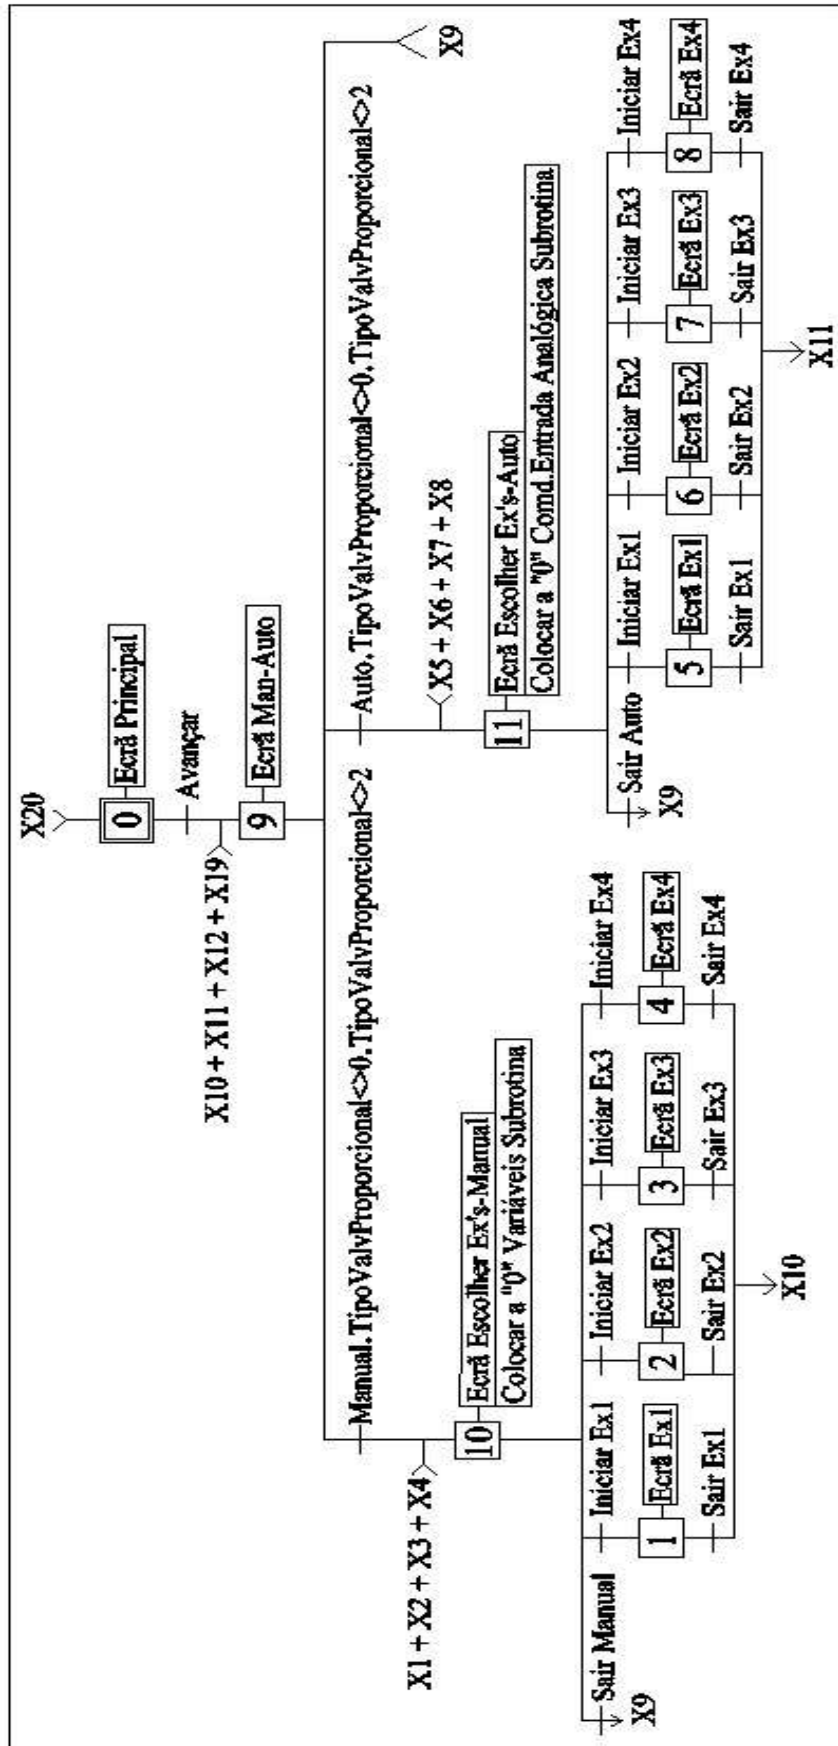 X20
0
Ecrã Principal
Avançar
X10 + X11 + X12 + X19
9
Ecrã Man-Auto
Manual.TipoValvProporcional<>0.TipoValvProporcional<>2
Auto.TipoValvProporcional<>0.TipoValvProporcional<>2
X9
X1 + X2 + X3 + X4
10
Ecrã Escolher Ex's-Manual
Colocar a "0" Variáveis Subrotina
X5 + X6 + X7 + X8
11
Ecrã Escolher Ex's-Auto
Colocar a "0" Comd.Entrada Analógica Subrotina
Sair Manual
X9
Iniciar Ex1
Iniciar Ex2
Iniciar Ex3
Iniciar Ex4
1
Ecrã Ex1
2
Ecrã Ex2
3
Ecrã Ex3
4
Ecrã Ex4
Sair Ex1
Sair Ex2
Sair Ex3
Sair Ex4
X10
Sair Auto
X9
Iniciar Ex1
Iniciar Ex2
Iniciar Ex3
Iniciar Ex4
5
Ecrã Ex1
6
Ecrã Ex2
7
Ecrã Ex3
8
Ecrã Ex4
Sair Ex1
Sair Ex2
Sair Ex3
Sair Ex4
X11